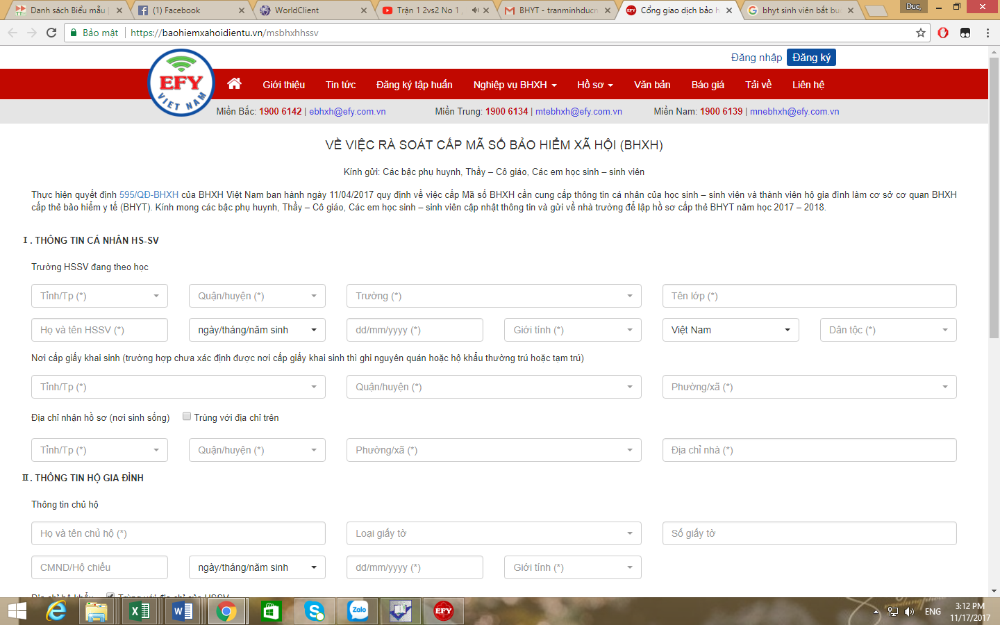 Danh sách Biểu mẫu
(1) Facebook
WorldClient
Trận 1 2vs2 No 1
BHYT - tranminhducn
Cổng giao dịch bảo h
bhyt sinh viên bắt bu
Duc,
Bảo mật
https://baohiemxahoidientu.vn/msbhxhhssv
Đăng nhập
Đăng ký
EFY
VIET NAM
Giới thiệu
Tin tức
Đăng ký tập huấn
Nghiệp vụ BHXH
Hồ sơ
Văn bản
Báo giá
Tải về
Liên hệ
Miền Bắc: 1900 6142 | ebhxh@efy.com.vn
Miền Trung: 1900 6134 | mtebhxh@efy.com.vn
Miền Nam: 1900 6139 | mnebhxh@efy.com.vn
VỀ VIỆC RÀ SOÁT CẤP MÃ SỐ BẢO HIỂM XÃ HỘI (BHXH)
Kính gửi: Các bậc phụ huynh, Thầy – Cô giáo, Các em học sinh – sinh viên
Thực hiện quyết định 595/QĐ-BHXH của BHXH Việt Nam ban hành ngày 11/04/2017 quy định về việc cấp Mã số BHXH cần cung cấp thông tin cá nhân của học sinh – sinh viên và thành viên hộ gia đình làm cơ sở cơ quan BHXH
cấp thẻ bảo hiểm y tế (BHYT). Kính mong các bậc phụ huynh, Thầy – Cô giáo, Các em học sinh – sinh viên cập nhật thông tin và gửi về nhà trường để lập hồ sơ cấp thẻ BHYT năm học 2017 – 2018.
I. THÔNG TIN CÁ NHÂN HS-SV
Trường HSSV đang theo học
Tỉnh/Tp (*)
Quận/huyện (*)
Trường (*)
Tên lớp (*)
Họ và tên HSSV (*)
ngày/tháng/năm sinh
dd/mm/yyyy (*)
Giới tính (*)
Việt Nam
Dân tộc (*)
Nơi cấp giấy khai sinh (trường hợp chưa xác định được nơi cấp giấy khai sinh thì ghi nguyên quán hoặc hộ khẩu thường trú hoặc tạm trú)
Tỉnh/Tp (*)
Quận/huyện (*)
Phường/xã (*)
Địa chỉ nhận hồ sơ (nơi sinh sống)
Trùng với địa chỉ trên
Tỉnh/Tp (*)
Quận/huyện (*)
Phường/xã (*)
Địa chỉ nhà (*)
II. THÔNG TIN HỘ GIA ĐÌNH
Thông tin chủ hộ
Họ và tên chủ hộ (*)
Loại giấy tờ
Số giấy tờ
CMND/Hộ chiếu
ngày/tháng/năm sinh
dd/mm/yyyy (*)
Giới tính (*)
Địa chỉ hộ khẩu
Trùng với địa chỉ của HSSV
Zalo
EFY
ENG
3:12 PM
11/17/2017